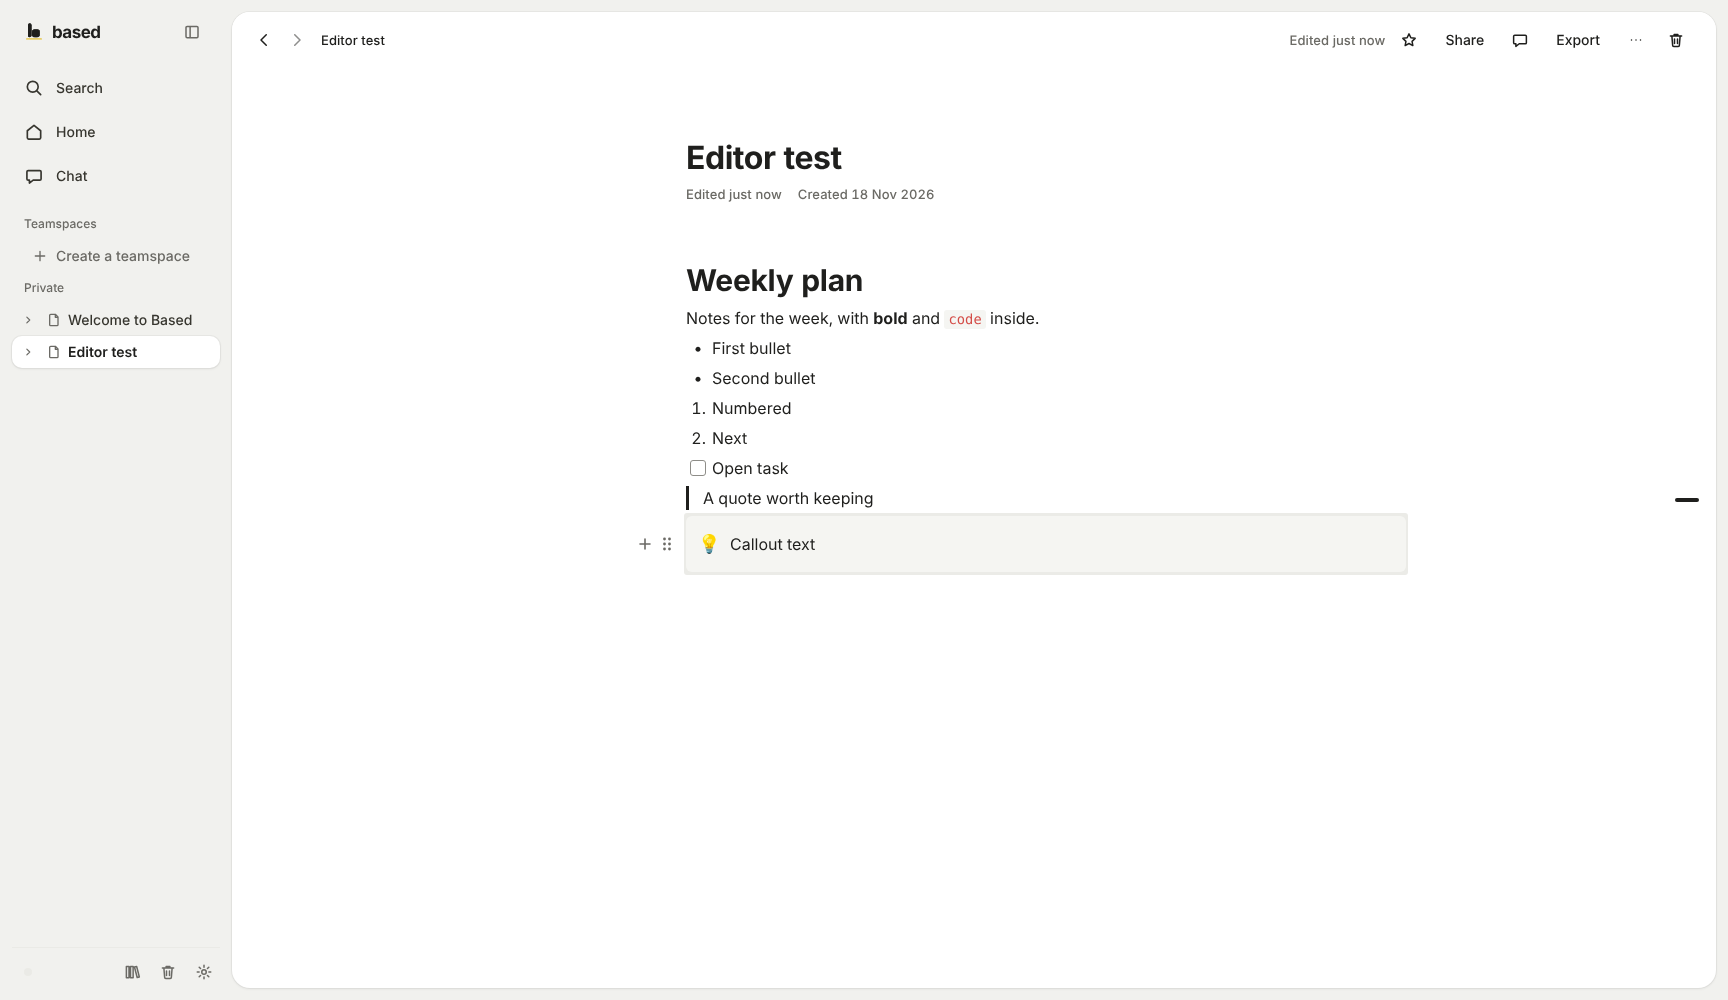 based
Search
Home
Chat
Teamspaces
Create a teamspace
Private
Welcome to Based
Editor test
Editor test
Edited just now
Share
Export
Editor test
Edited just now Created 18 Nov 2026
Weekly plan
Notes for the week, with bold and code inside.
• First bullet
• Second bullet
1. Numbered
2. Next
Open task
A quote worth keeping
Callout text